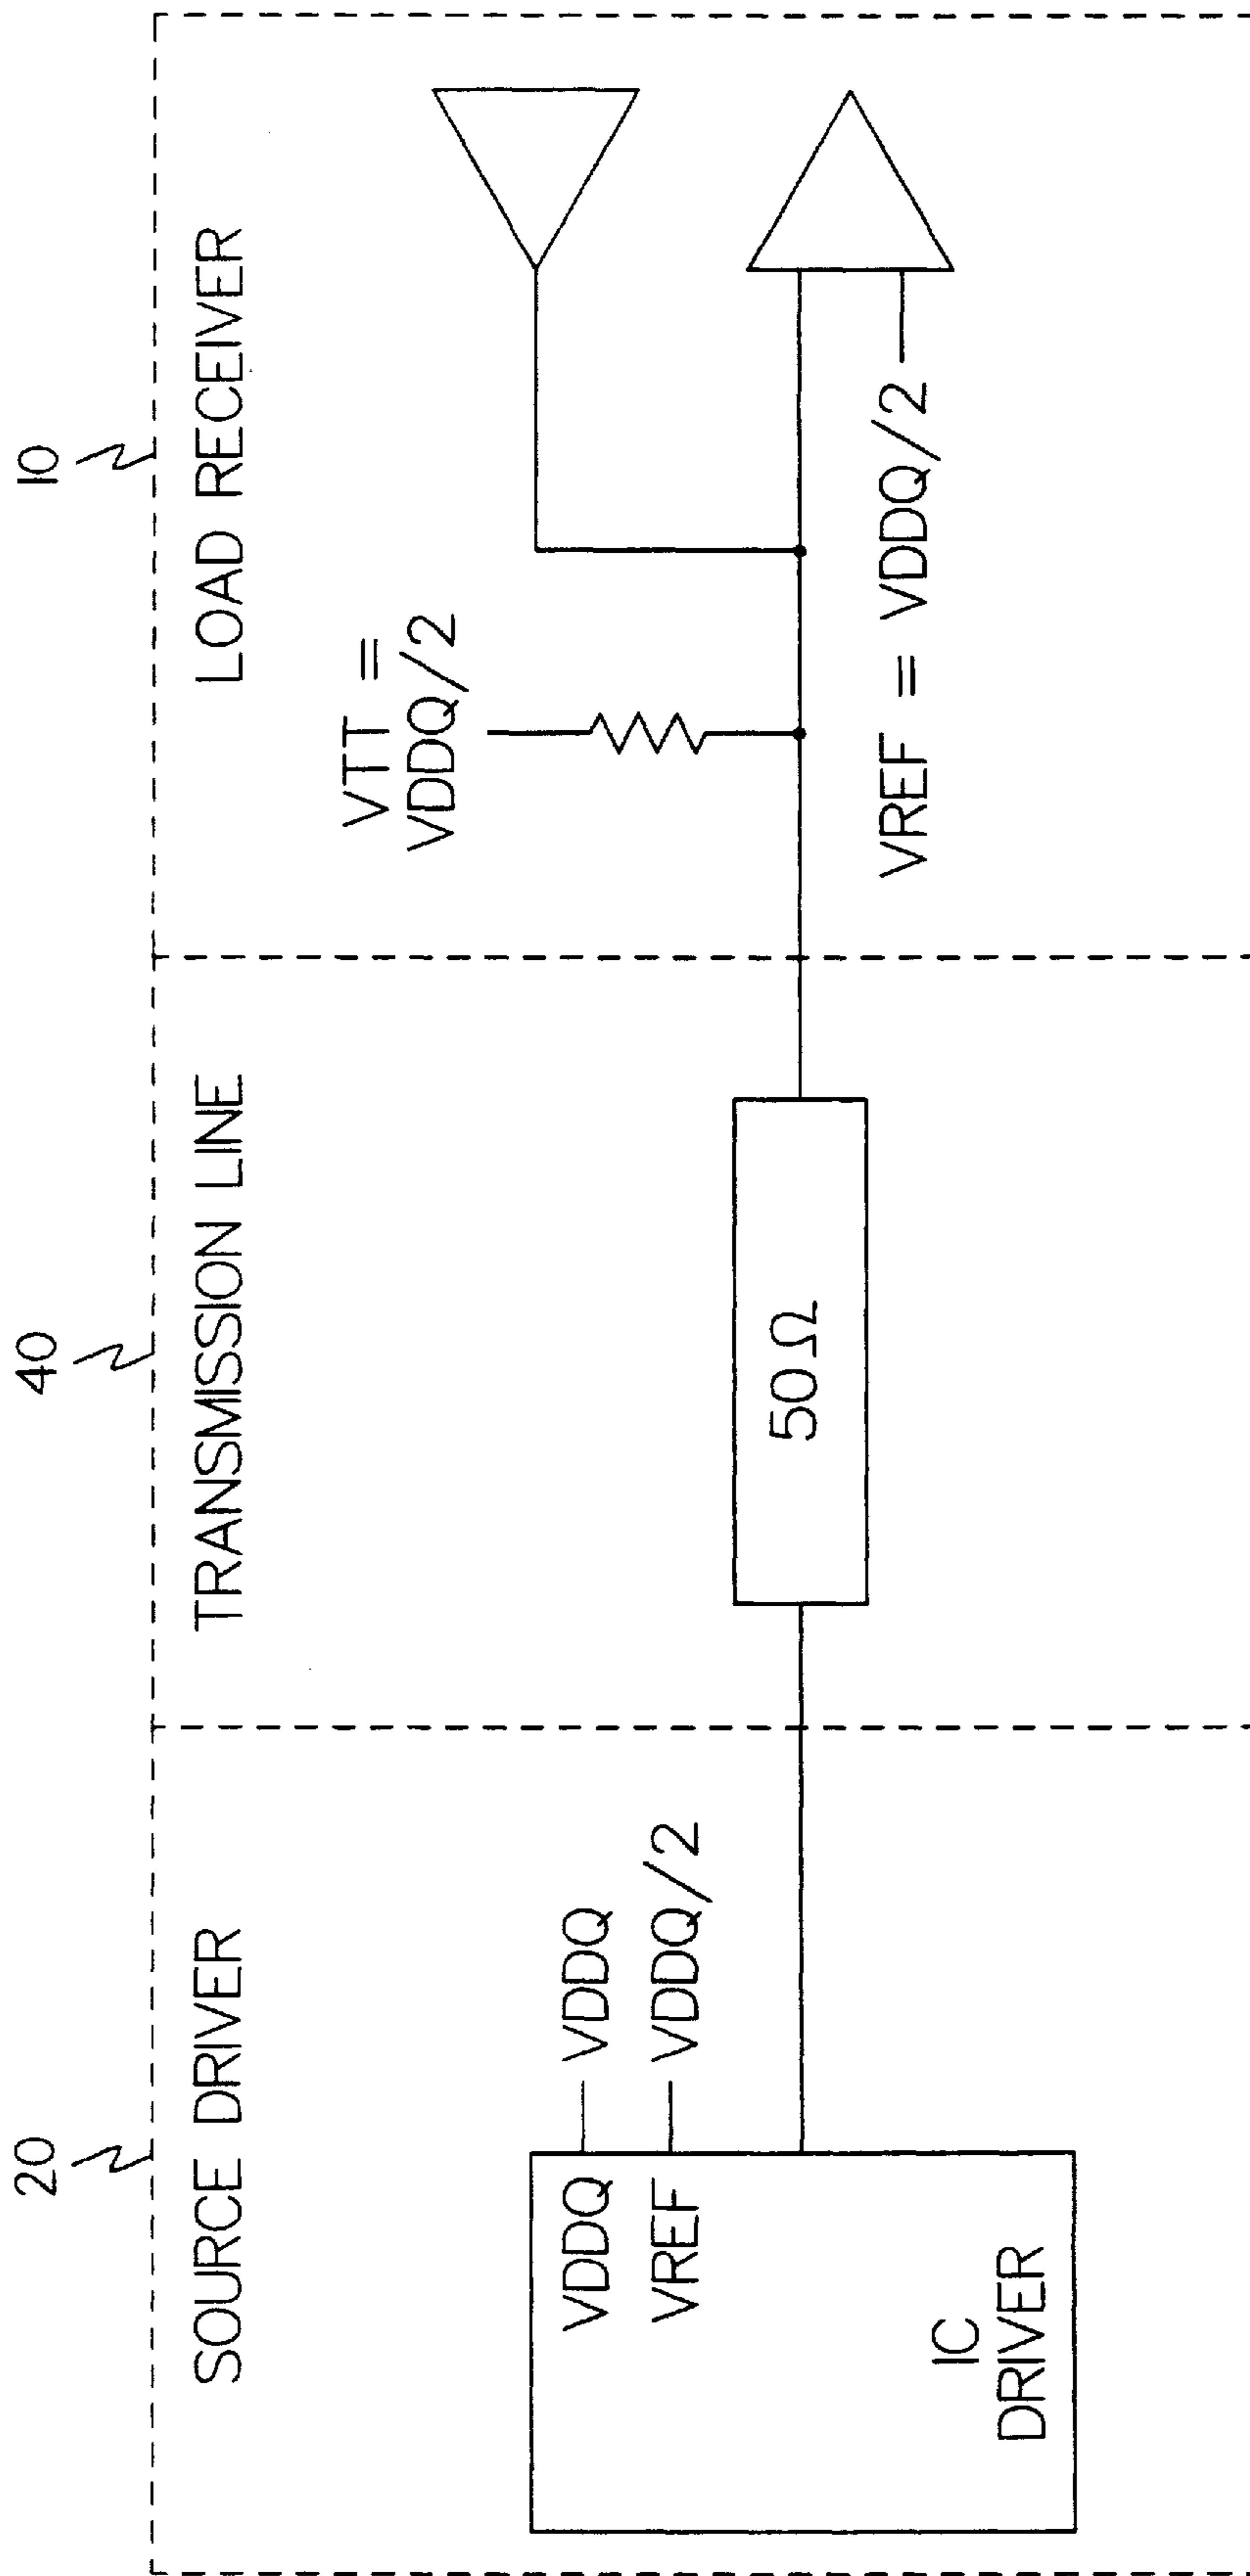 20
40
10
SOURCE DRIVER
TRANSMISSION LINE
LOAD RECEIVER
VDDQ
VDDQ
VREF
VDDQ/2
IC
DRIVER
50Ω
VTT =
VDDQ/2
VREF = VDDQ/2